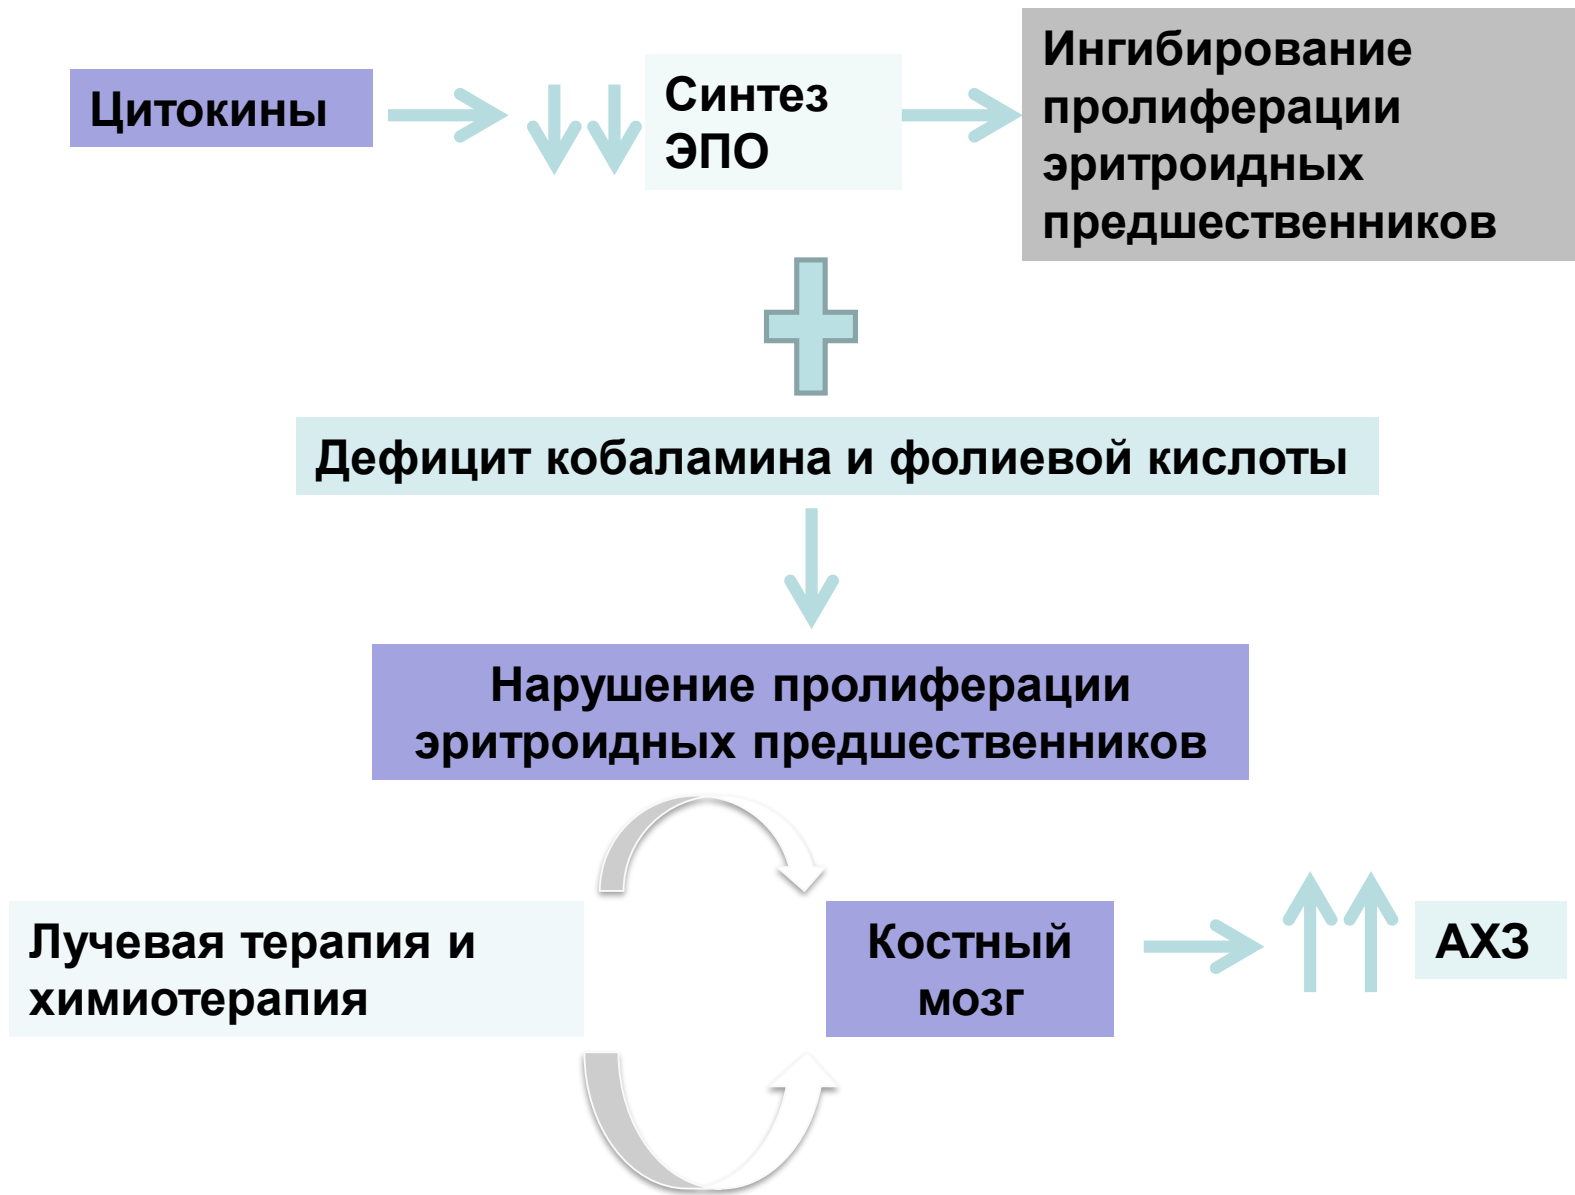 Цитокины
Синтез
ЭПО
Ингибирование
пролиферации
эритроидных
предшественников
Дефицит кобаламина и фолиевой кислоты
Нарушение пролиферации
эритроидных предшественников
Лучевая терапия и
химиотерапия
Костный
мозг
АХЗ